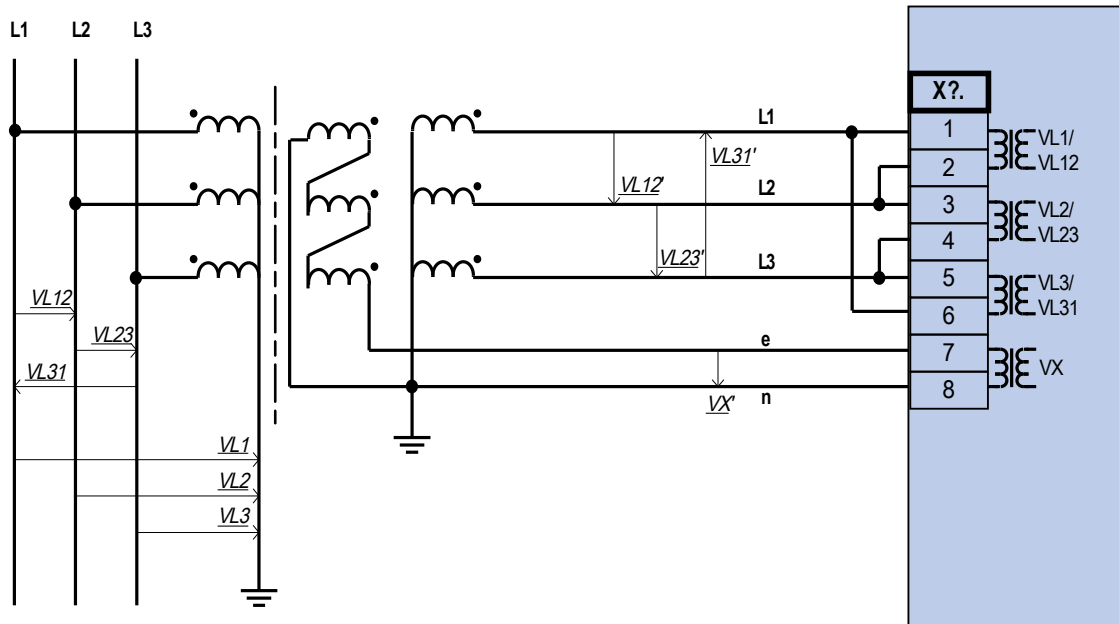 L1 L2 L3
X?.
L1
1
VL1/
VL12
VL31'
2
VL12'
L2
3
VL2/
VL23
4
VL23'
L3
5
VL3/
VL31
6
VL12
VL23
e
7
VX
VL31
n
8
VX'
VL1
VL2
VL3